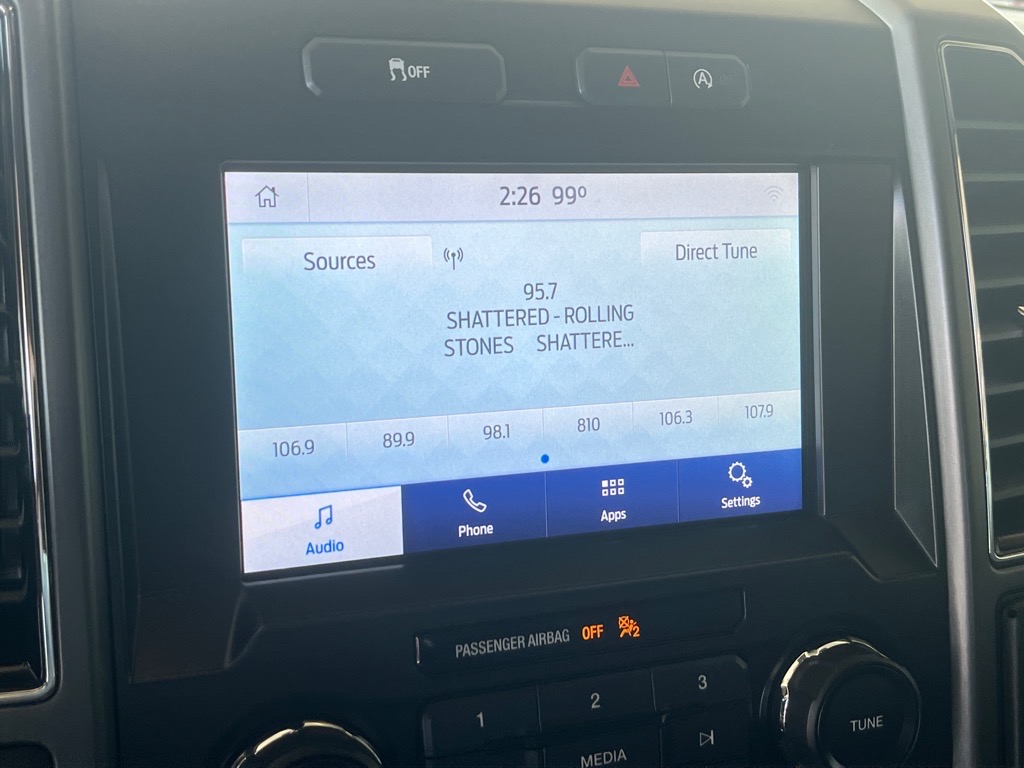 OFF
2:26 99°
Sources
Direct Tune
95.7
SHATTERED - ROLLING
STONES SHATTERE...
106.9 89.9 98.1 810 106.3 107.9
Audio
Phone
Apps
Settings
PASSENGER AIRBAG OFF 2
1 2 3
MEDIA
TUNE